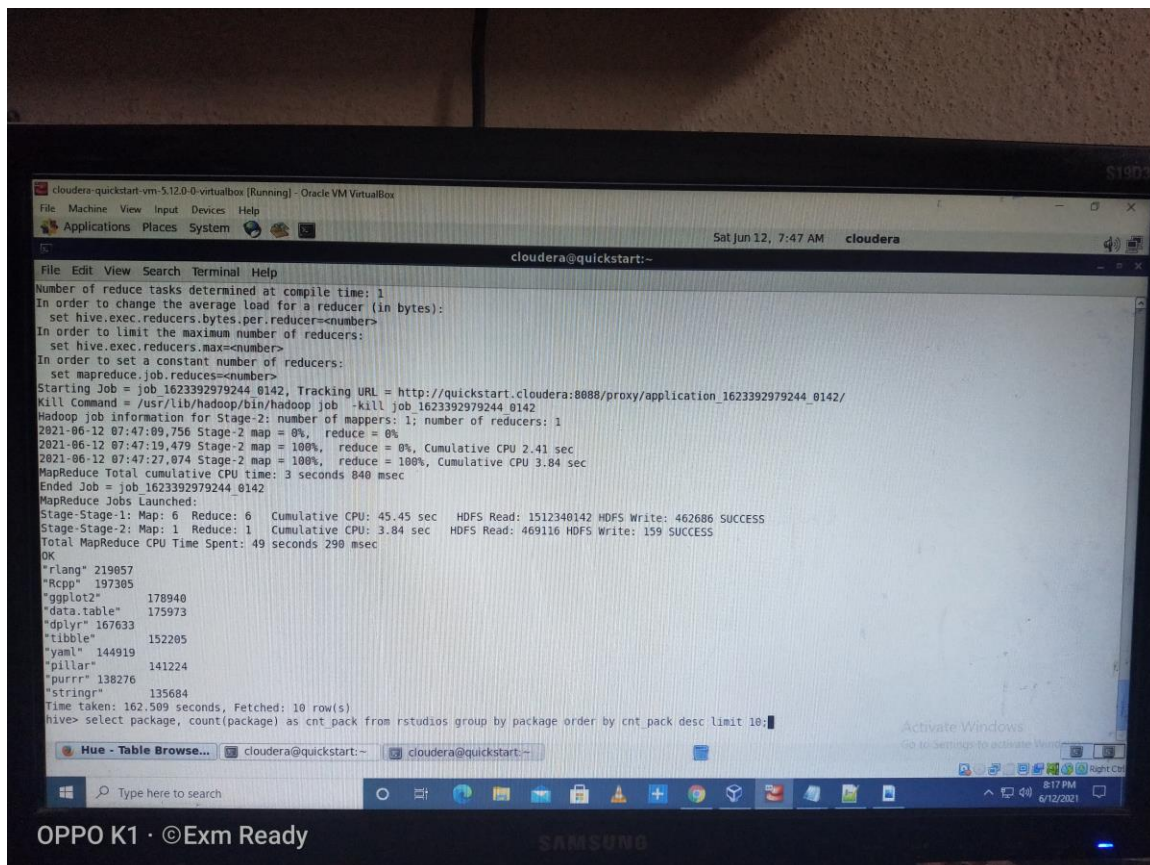 S19D3
cloudera-quickstart-vm-5.12.0-0-virtualbox [Running] - Oracle VM VirtualBox
File Machine View Input Devices Help
Applications Places System
Sat Jun 12, 7:47 AM cloudera
cloudera@quickstart:~
File Edit View Search Terminal Help
Number of reduce tasks determined at compile time: 1
In order to change the average load for a reducer (in bytes):
set hive.exec.reducers.bytes.per.reducer=<number>
In order to limit the maximum number of reducers:
set hive.exec.reducers.max=<number>
In order to set a constant number of reducers:
set mapreduce.job.reduces=<number>
Starting Job = job_1623392979244_0142, Tracking URL = http://quickstart.cloudera:8088/proxy/application_1623392979244_0142/
Kill Command = /usr/lib/hadoop/bin/hadoop job -kill job_1623392979244_0142
Hadoop job information for Stage-2: number of mappers: 1; number of reducers: 1
2021-06-12 07:47:09,756 Stage-2 map = 0%, reduce = 0%
2021-06-12 07:47:19,479 Stage-2 map = 100%, reduce = 0%, Cumulative CPU 2.41 sec
2021-06-12 07:47:27,074 Stage-2 map = 100%, reduce = 100%, Cumulative CPU 3.84 sec
MapReduce Total cumulative CPU time: 3 seconds 840 msec
Ended Job = job_1623392979244_0142
MapReduce Jobs Launched:
Stage-Stage-1: Map: 6 Reduce: 6 Cumulative CPU: 45.45 sec HDFS Read: 1512340142 HDFS Write: 462686 SUCCESS
Stage-Stage-2: Map: 1 Reduce: 1 Cumulative CPU: 3.84 sec HDFS Read: 469116 HDFS Write: 159 SUCCESS
Total MapReduce CPU Time Spent: 49 seconds 290 msec
OK
"rlang" 219057
"Rcpp" 197305
"ggplot2" 178940
"data.table" 175973
"dplyr" 167633
"tibble" 152205
"yaml" 144919
"pillar" 141224
"purrr" 138276
"stringr" 135684
Time taken: 162.509 seconds, Fetched: 10 row(s)
hive> select package, count(package) as cnt_pack from rstudios group by package order by cnt_pack desc limit 10;
Activate Windows
Go to Settings to activate
Hue - Table Browse... cloudera@quickstart:~ cloudera@quickstart:~
Right Ctrl
Type here to search
8:17 PM
6/12/2021
OPPO K1 · ©Exm Ready
SAMSUNG